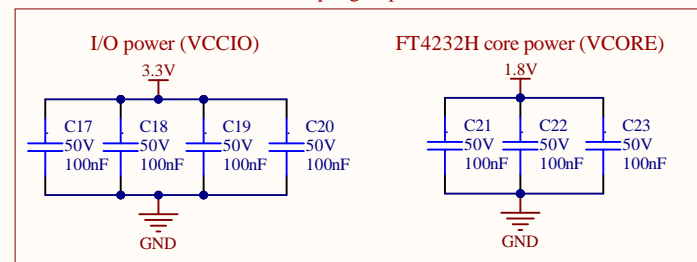 I/O power (VCCIO)
3.3V
C17
50V
100nF
C18
50V
100nF
C19
50V
100nF
C20
50V
100nF
GND
FT4232H core power (VCORE)
1.8V
C21
50V
100nF
C22
50V
100nF
C23
50V
100nF
GND